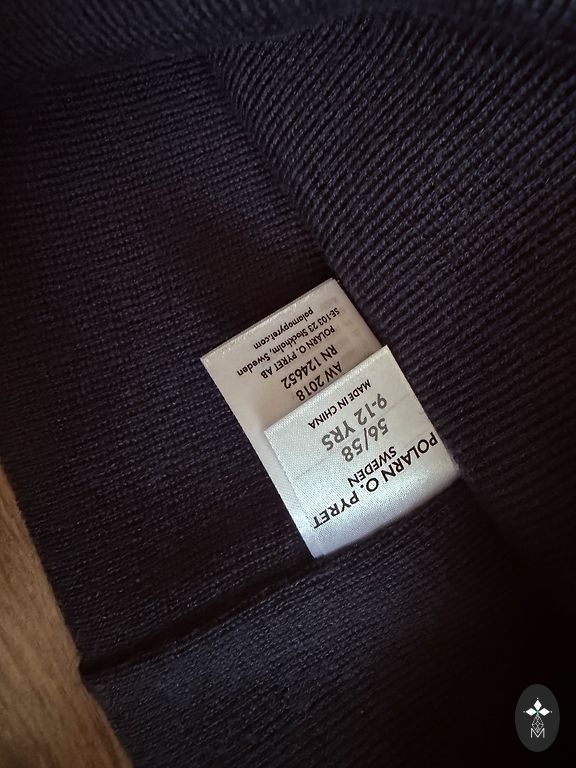 POLARN O. PYRET
SWEDEN
56/58
9-12 YRS
MADE IN CHINA
AW 2018
RN 124652
POLARN O. PYRET AB
SE-103 23 Stockholm, Sweden
polarnopyret.com
M